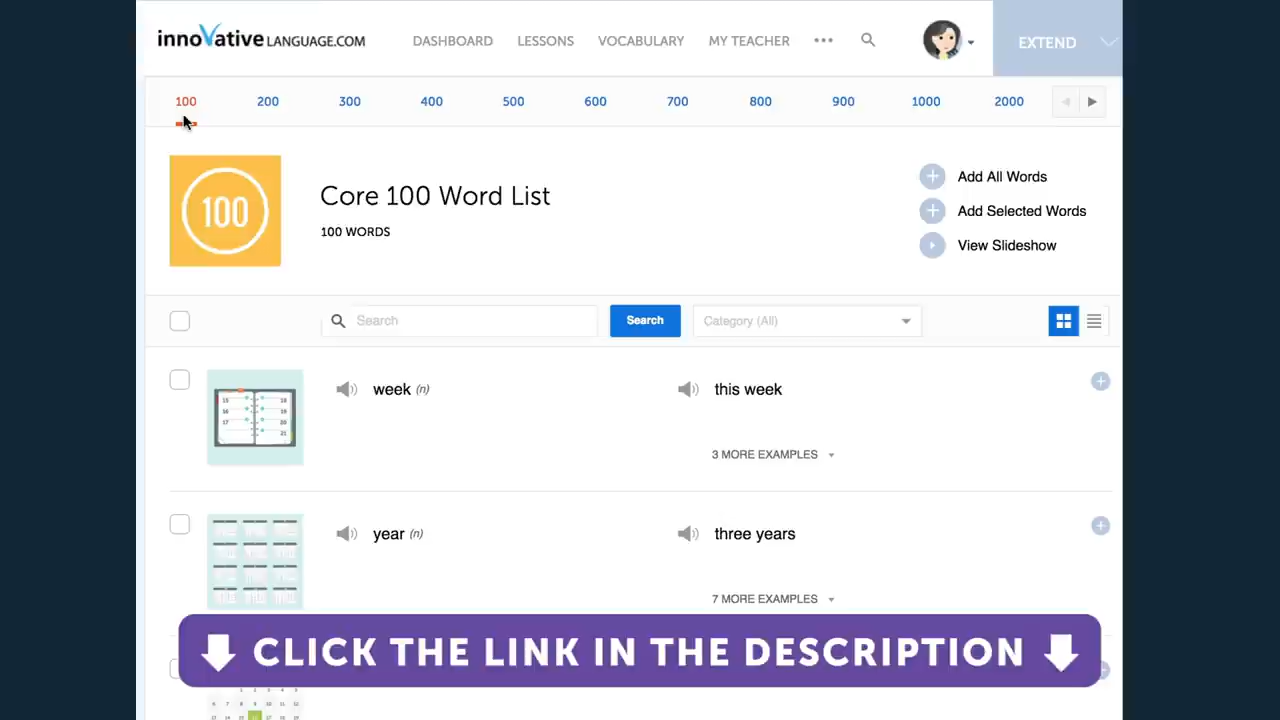 innoVative LANGUAGE.COM DASHBOARD LESSONS VOCABULARY MY TEACHER ••• EXTEND
100 200 300 400 500 600 700 800 900 1000 2000
100
Core 100 Word List
100 WORDS
Add All Words
Add Selected Words
View Slideshow
Search Search Category (All)
week (n) this week
3 MORE EXAMPLES
year (n) three years
7 MORE EXAMPLES
CLICK THE LINK IN THE DESCRIPTION